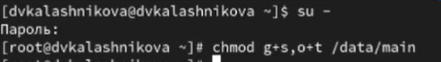 [dvkalashnikova@dvkalashnikova ~]$ su -
Пароль:
[root@dvkalashnikova ~]# chmod g+s,o+t /data/main